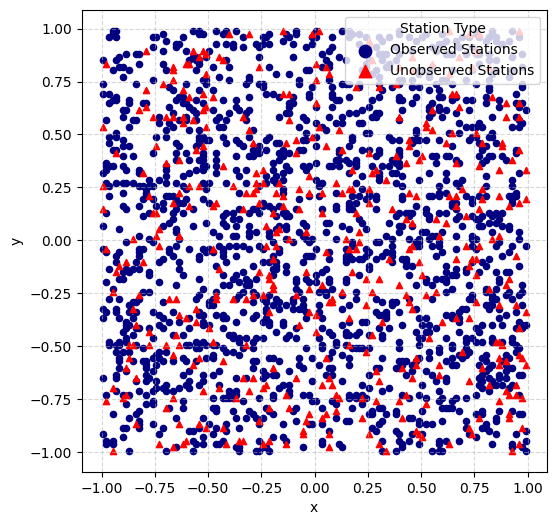 Station Type
Observed Stations
Unobserved Stations
1.00
0.75
0.50
0.25
0.00
−0.25
−0.50
−0.75
−1.00
y
−1.00 −0.75 −0.50 −0.25 0.00 0.25 0.50 0.75 1.00
x